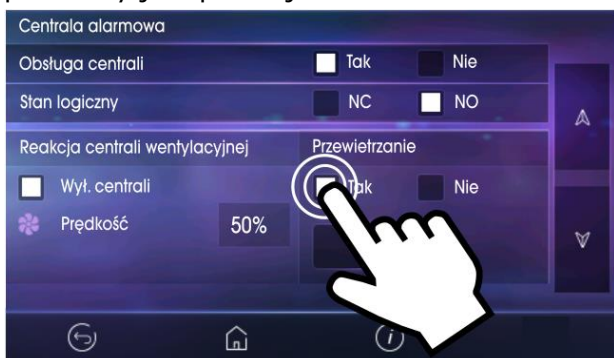 Centrala alarmowa
Obsługa centrali Tak Nie
Stan logiczny NC NO
Reakcja centrali wentylacyjnej Przewietrzanie
Wył. centrali Tak Nie
Prędkość 50%
i